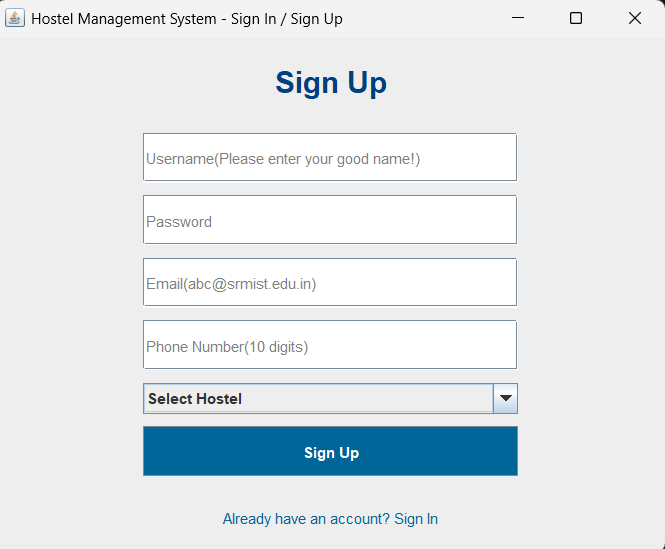 Hostel Management System - Sign In / Sign Up
Sign Up
Username(Please enter your good name!)
Password
Email(abc@srmist.edu.in)
Phone Number(10 digits)
Select Hostel
Sign Up
Already have an account? Sign In